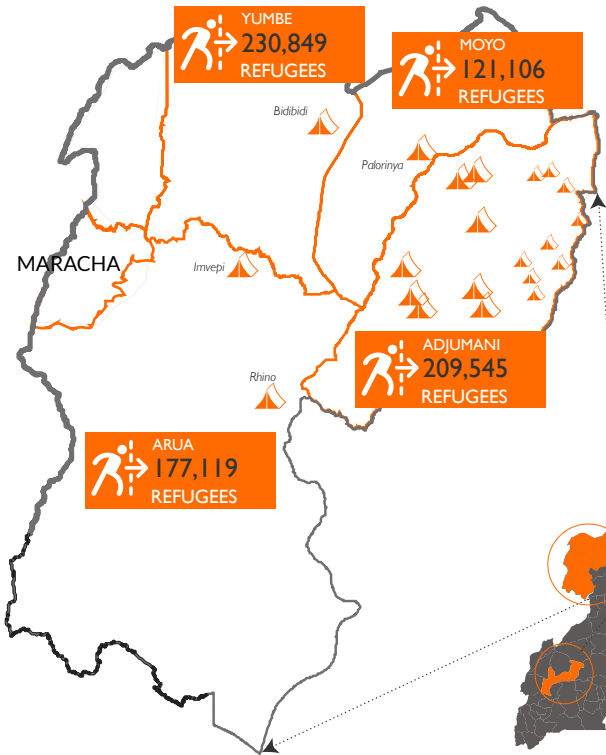 YUMBE
230,849
REFUGEES
MOYO
121,106
REFUGEES
Bidibidi
Palorinya
MARACHA
Imvepi
ADJUMANI
209,545
REFUGEES
Rhino
ARUA
177,119
REFUGEES